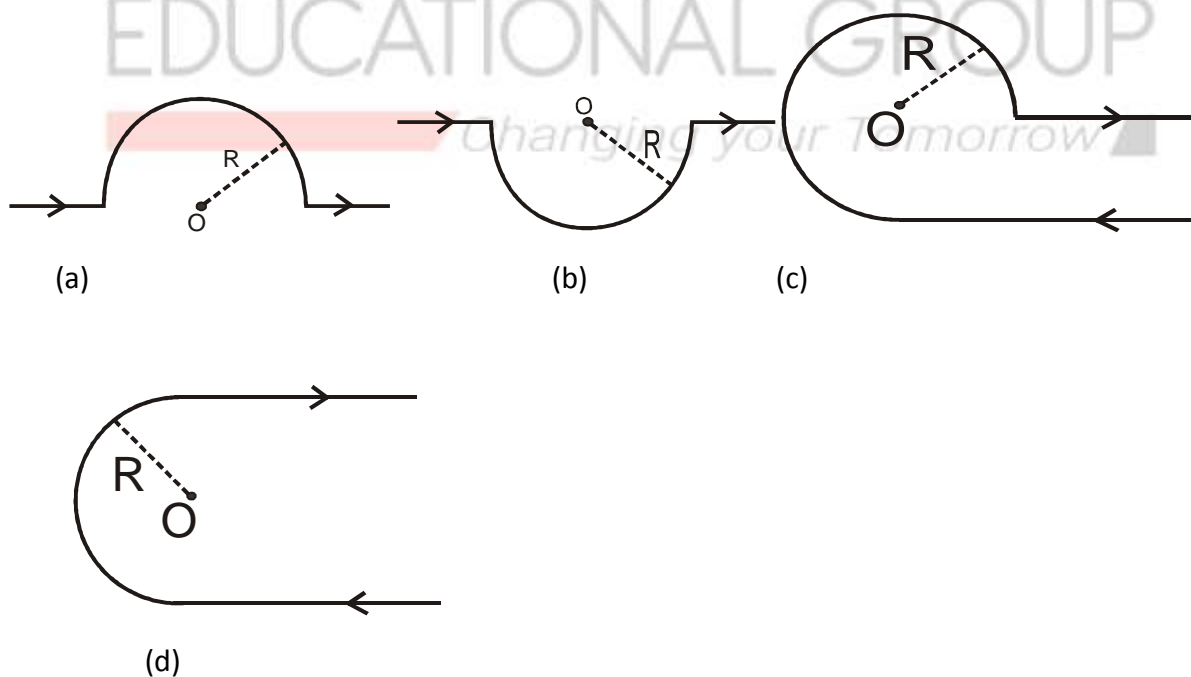 EDUCATIONAL GROUP
Changing your Tomorrow
R
O
O
R
R
O
(a)
(b)
(c)
R
O
(d)